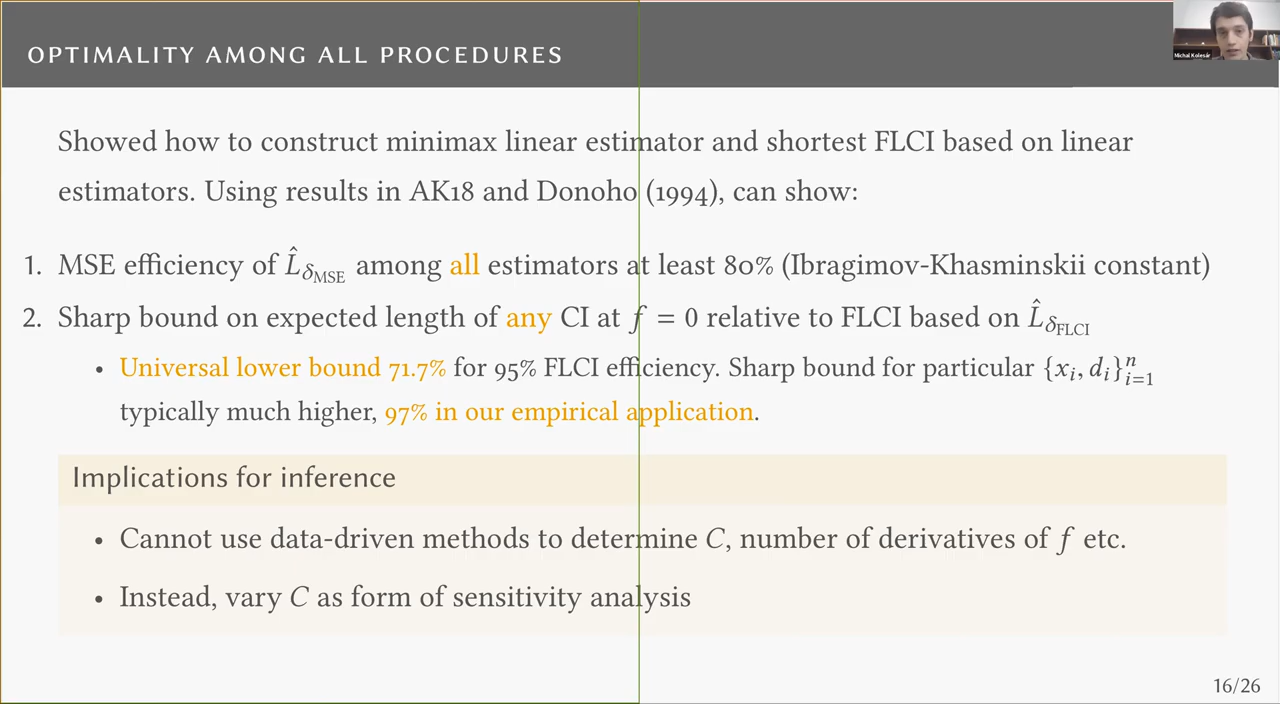 OPTIMALITY AMONG ALL PROCEDURES
Michal Kolesár
Showed how to construct minimax linear estimator and shortest FLCI based on linear
estimators. Using results in AK18 and Donoho (1994), can show:
1. MSE efficiency of L̂_{δ_MSE} among all estimators at least 80% (Ibragimov-Khasminskii constant)
2. Sharp bound on expected length of any CI at f = 0 relative to FLCI based on L̂_{δ_FLCI}
• Universal lower bound 71.7% for 95% FLCI efficiency. Sharp bound for particular {x_i, d_i}_{i=1}^n
typically much higher, 97% in our empirical application.
Implications for inference
• Cannot use data-driven methods to determine C, number of derivatives of f etc.
• Instead, vary C as form of sensitivity analysis
16/26